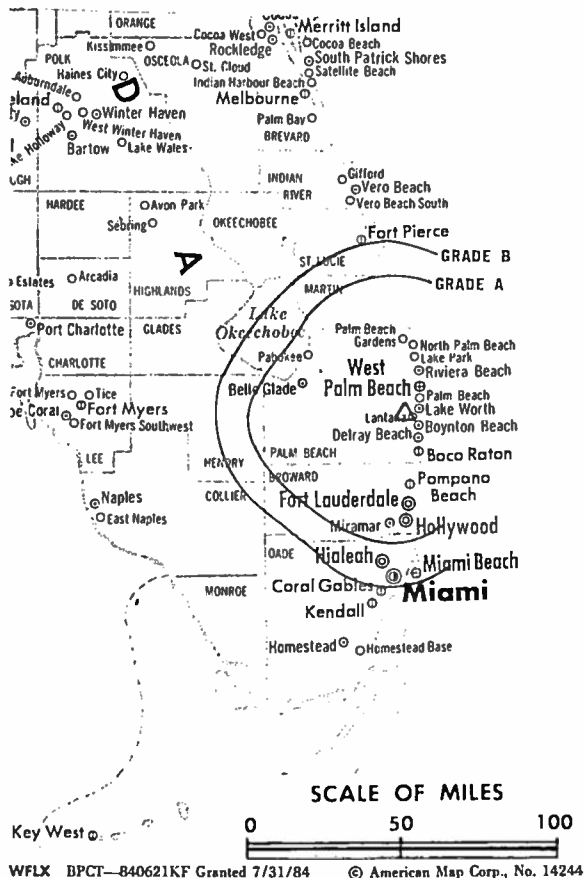 ORANGE
Kissimmee
POLK
OSCEOLA
Haines City
St. Cloud
Auburndale
D
Winter Haven
West Winter Haven
Bartow
Lake Wales
Cocoa West
Rockledge
Merritt Island
Cocoa Beach
South Patrick Shores
Satellite Beach
Indian Harbour Beach
Melbourne
Palm Bay
BREVARD
HARDEE
Avon Park
Sebring
OKEECHOBEE
INDIAN
RIVER
Gifford
Vero Beach
Vero Beach South
Fort Pierce
ST. LUCIE
GRADE B
GRADE A
MARTIN
A
Estates
Arcadia
DE SOTO
HIGHLANDS
Port Charlotte
GLADES
Lake
Okeechobee
CHARLOTTE
Pahokee
Belle Glade
Palm Beach
Gardens
North Palm Beach
Lake Park
Riviera Beach
West
Palm Beach
Palm Beach
Lake Worth
Lantana
Boynton Beach
Delray Beach
Boca Raton
PALM BEACH
BROWARD
Fort Myers
Tice
Fort Myers
Coral
Fort Myers Southwest
LEE
HENDRY
COLLIER
Naples
East Naples
Pompano
Beach
Fort Lauderdale
Miramar
Hollywood
DADE
Hialeah
Miami Beach
Coral Gables
Miami
Kendall
MONROE
Homestead
Homestead Base
Key West
SCALE OF MILES
0 50 100
WFLX BPCT—840621KF Granted 7/31/84 © American Map Corp., No. 14244